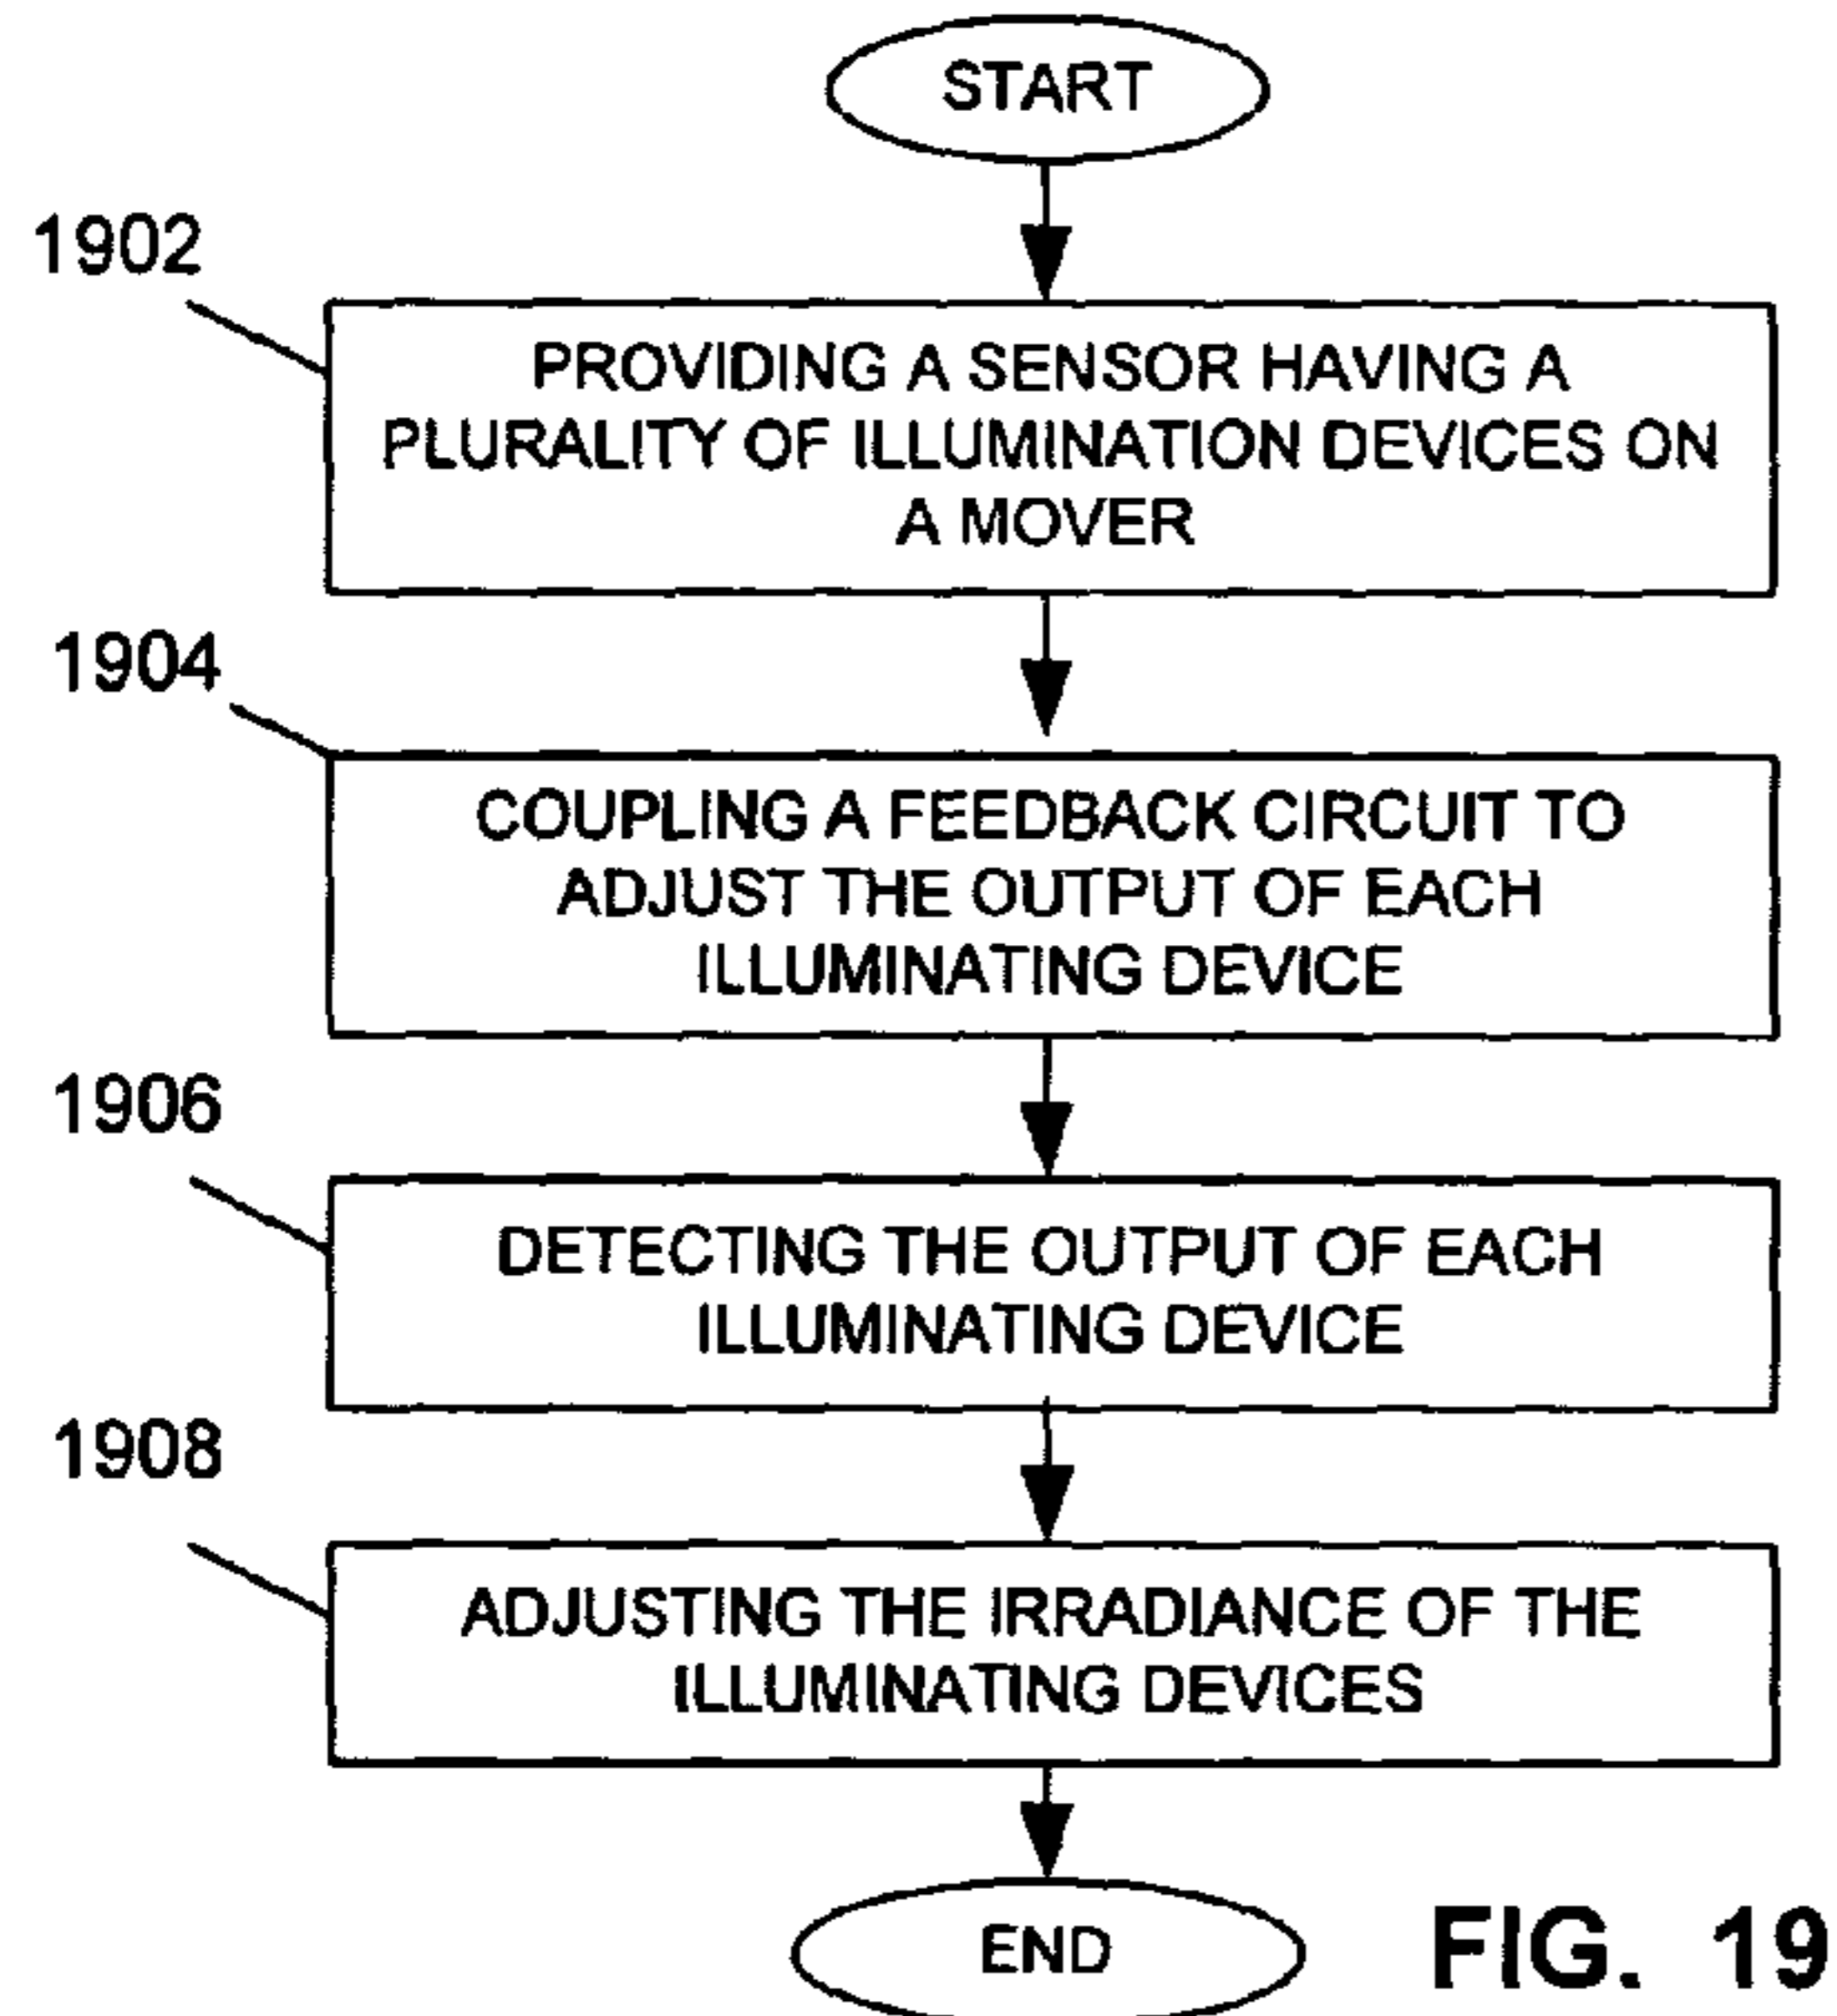 START
1902
PROVIDING A SENSOR HAVING A
PLURALITY OF ILLUMINATION DEVICES ON
A MOVER
1904
COUPLING A FEEDBACK CIRCUIT TO
ADJUST THE OUTPUT OF EACH
ILLUMINATING DEVICE
1906
DETECTING THE OUTPUT OF EACH
ILLUMINATING DEVICE
1908
ADJUSTING THE IRRADIANCE OF THE
ILLUMINATING DEVICES
END
FIG. 19